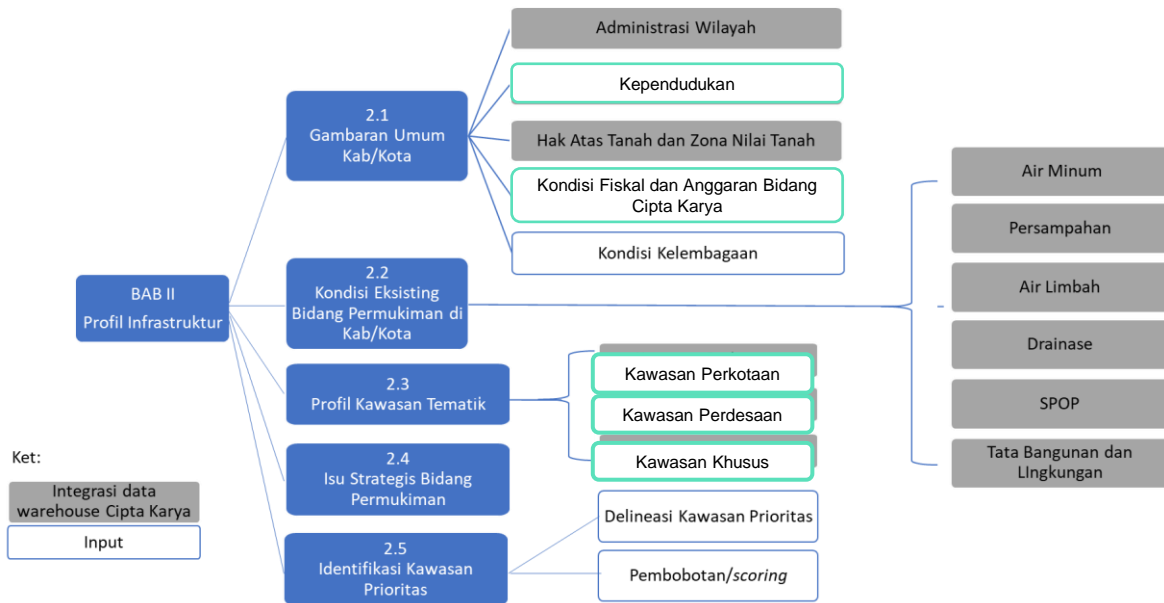 BAB II
Profil Infrastruktur
2.1
Gambaran Umum
Kab/Kota
Administrasi Wilayah
Kependudukan
Hak Atas Tanah dan Zona Nilai Tanah
Kondisi Fiskal dan Anggaran Bidang
Cipta Karya
Kondisi Kelembagaan
2.2
Kondisi Eksisting
Bidang Permukiman di
Kab/Kota
Air Minum
Persampahan
Air Limbah
Drainase
SPOP
Tata Bangunan dan
LIngkungan
2.3
Profil Kawasan Tematik
Kawasan Perkotaan
Kawasan Perdesaan
Kawasan Khusus
2.4
Isu Strategis Bidang
Permukiman
2.5
Identifikasi Kawasan
Prioritas
Delineasi Kawasan Prioritas
Pembobotan/scoring
Ket:
Integrasi data
warehouse Cipta Karya
Input